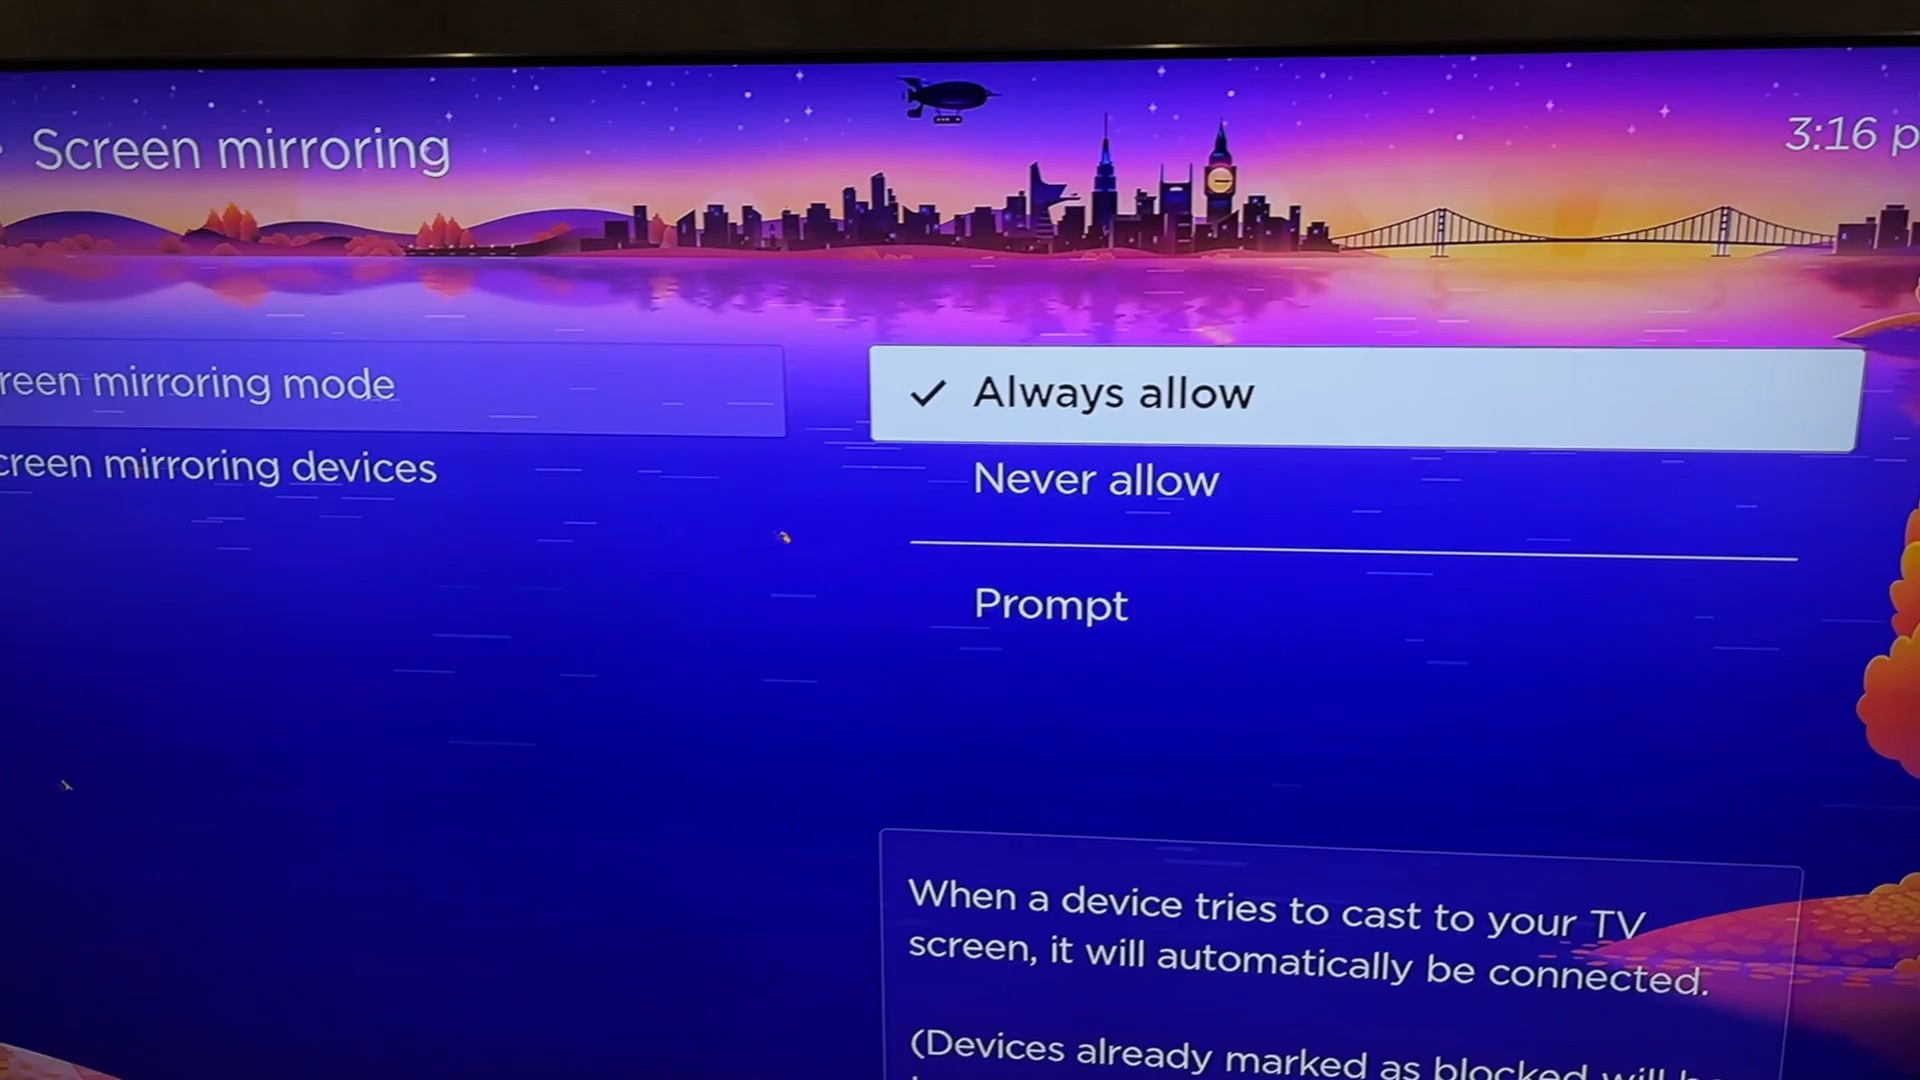 Screen mirroring
3:16 p
reen mirroring mode
creen mirroring devices
Always allow
Never allow
Prompt
When a device tries to cast to your TV
screen, it will automatically be connected.
(Devices already marked as blocked will